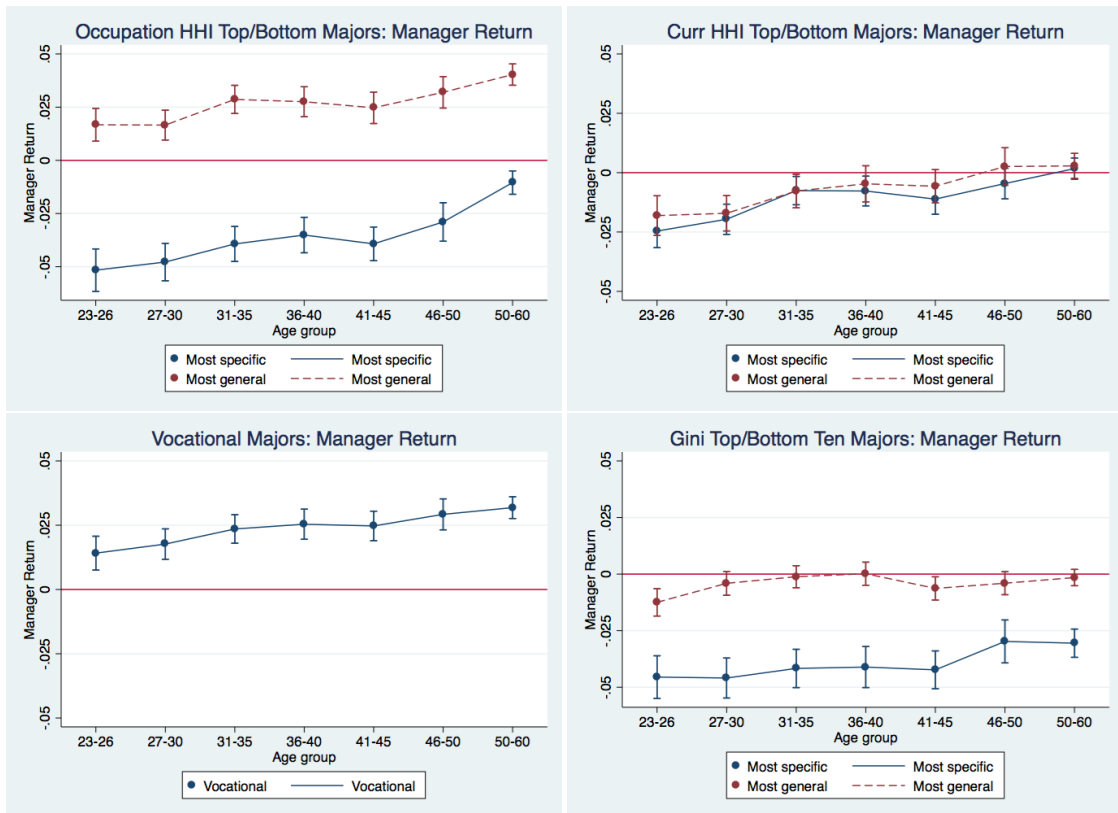 Occupation HHI Top/Bottom Majors: Manager Return
.05
.025
0
-.025
-.05
Manager Return
23-26 27-30 31-35 36-40 41-45 46-50 50-60
Age group
Most specific Most specific
Most general Most general
Curr HHI Top/Bottom Majors: Manager Return
.05
.025
0
-.025
-.05
Manager Return
23-26 27-30 31-35 36-40 41-45 46-50 50-60
Age group
Most specific Most specific
Most general Most general
Vocational Majors: Manager Return
.05
.025
0
-.025
-.05
Manager Return
23-26 27-30 31-35 36-40 41-45 46-50 50-60
Age group
Vocational Vocational
Gini Top/Bottom Ten Majors: Manager Return
.05
.025
0
-.025
-.05
Manager Return
23-26 27-30 31-35 36-40 41-45 46-50 50-60
Age group
Most specific Most specific
Most general Most general